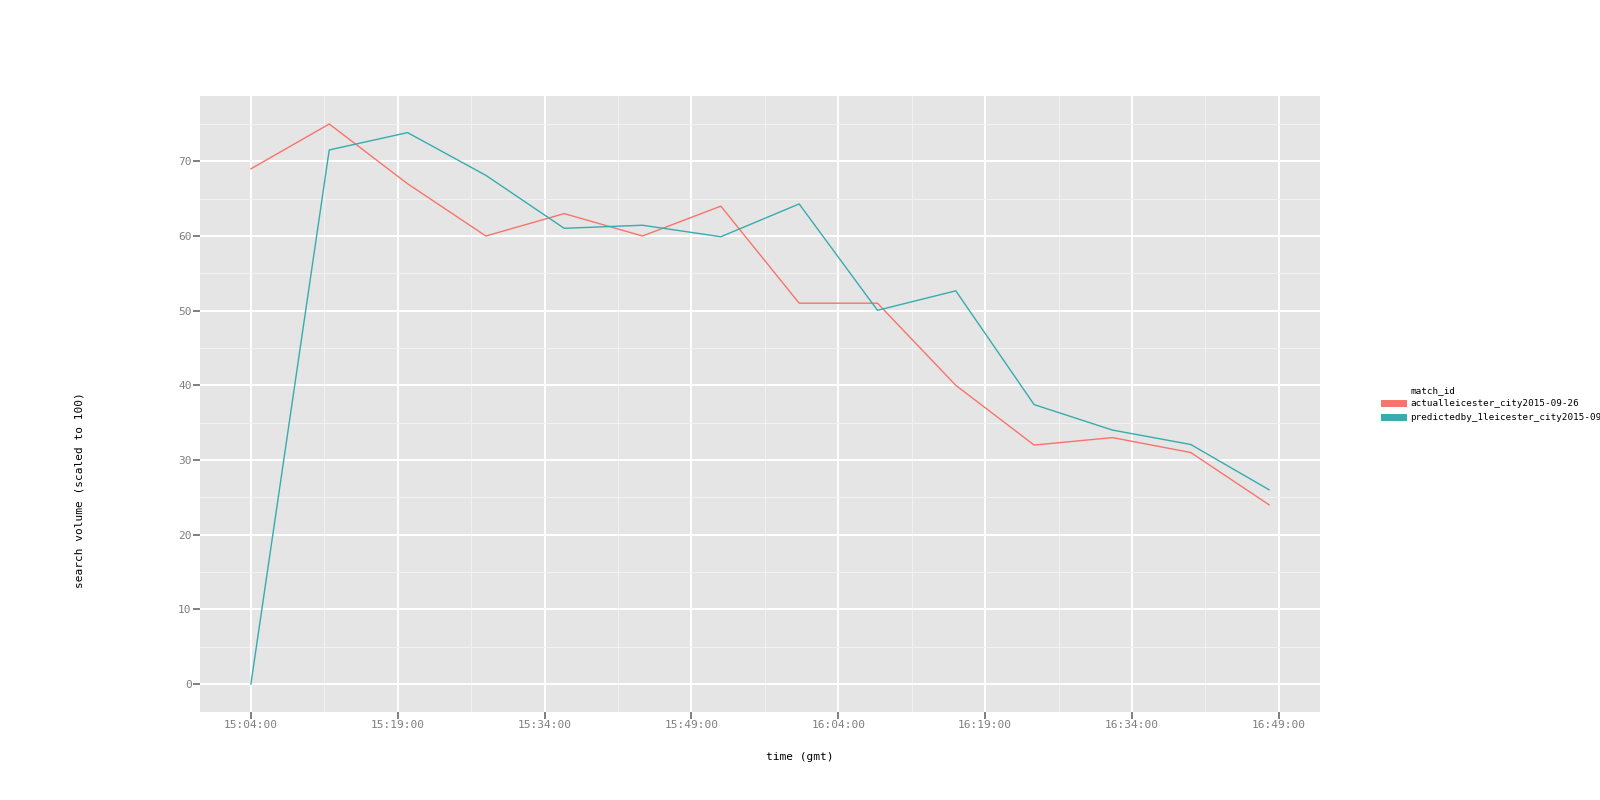 search volume (scaled to 100)
70
60
50
40
30
20
10
0
15:04:00 15:19:00 15:34:00 15:49:00 16:04:00 16:19:00 16:34:00 16:49:00
time (gmt)
match_id
actualleicester_city2015-09-26
predictedby_1leicester_city2015-09